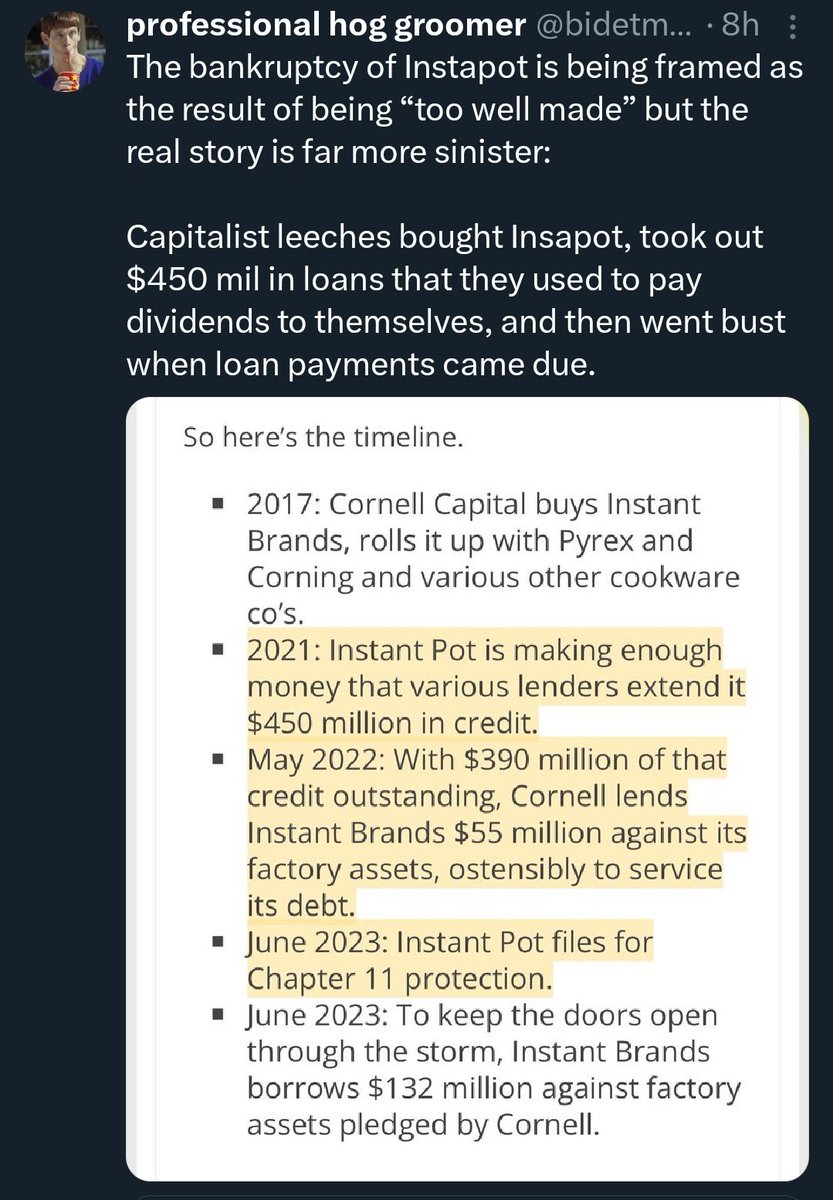 professional hog groomer @bidetm... · 8h
The bankruptcy of Instapot is being framed as
the result of being “too well made” but the
real story is far more sinister:
Capitalist leeches bought Insapot, took out
$450 mil in loans that they used to pay
dividends to themselves, and then went bust
when loan payments came due.
So here’s the timeline.
▪ 2017: Cornell Capital buys Instant
Brands, rolls it up with Pyrex and
Corning and various other cookware
co’s.
▪ 2021: Instant Pot is making enough
money that various lenders extend it
$450 million in credit.
▪ May 2022: With $390 million of that
credit outstanding, Cornell lends
Instant Brands $55 million against its
factory assets, ostensibly to service
its debt.
▪ June 2023: Instant Pot files for
Chapter 11 protection.
▪ June 2023: To keep the doors open
through the storm, Instant Brands
borrows $132 million against factory
assets pledged by Cornell.